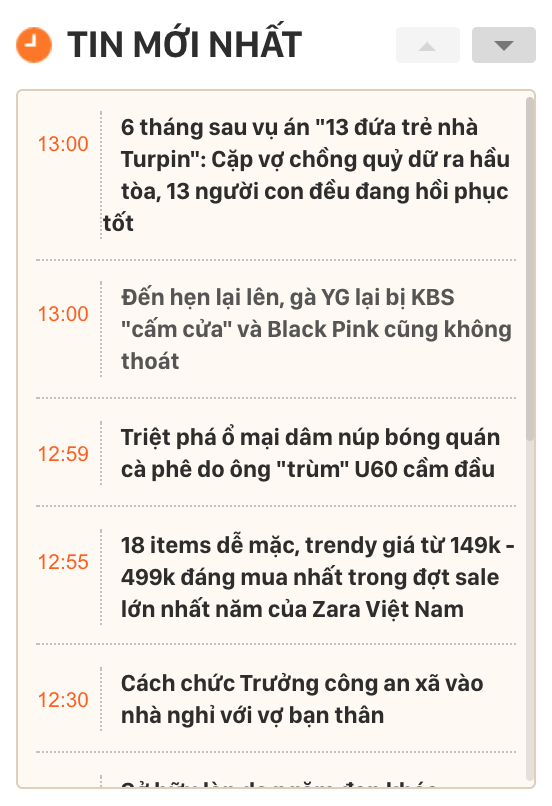 TIN MỚI NHẤT
13:00
6 tháng sau vụ án "13 đứa trẻ nhà
Turpin": Cặp vợ chồng quỷ dữ ra hầu
tòa, 13 người con đều đang hồi phục
tốt
13:00
Đến hẹn lại lên, gà YG lại bị KBS
"cấm cửa" và Black Pink cũng không
thoát
12:59
Triệt phá ổ mại dâm núp bóng quán
cà phê do ông "trùm" U60 cầm đầu
12:55
18 items dễ mặc, trendy giá từ 149k -
499k đáng mua nhất trong đợt sale
lớn nhất năm của Zara Việt Nam
12:30
Cách chức Trưởng công an xã vào
nhà nghỉ với vợ bạn thân